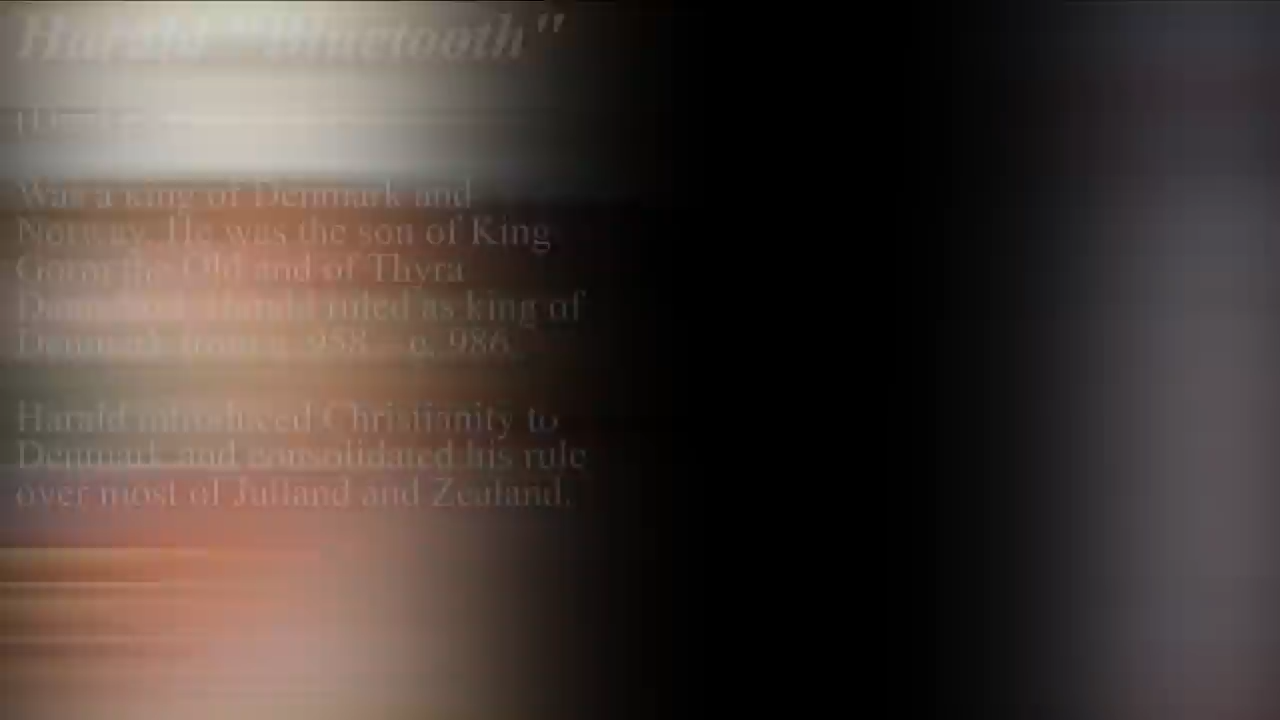 Harald "Bluetooth"
Was a king of Denmark and
Norway. He was the son of King
Gorm the Old and of Thyra
Harald ruled as king of
Denmark from c. 958 – c. 986.
Harald introduced Christianity to
Denmark and consolidated his rule
over most of Jutland and Zealand.